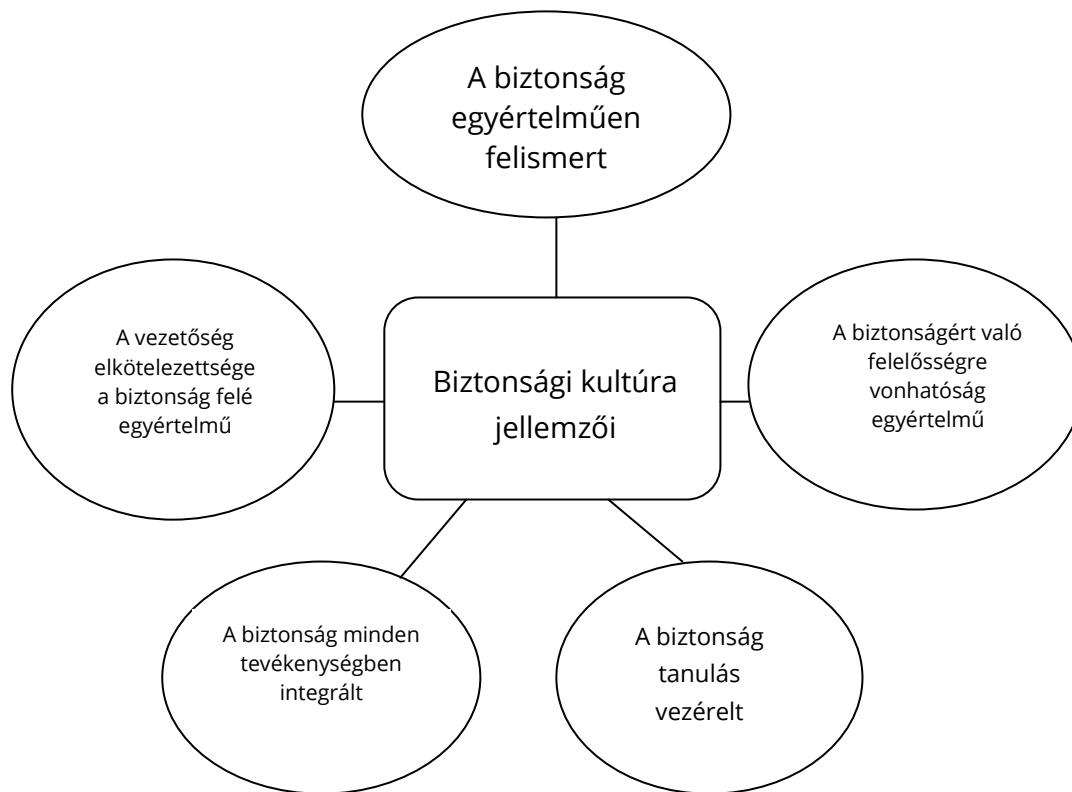 A biztonság
egyértelműen
felismert
A vezetőség
elkötelezettsége
a biztonság felé
egyértelmű
Biztonsági kultúra
jellemzői
A biztonságért való
felelősségre
vonhatóság
egyértelmű
A biztonság minden
tevékenységben
integrált
A biztonság
tanulás
vezérelt